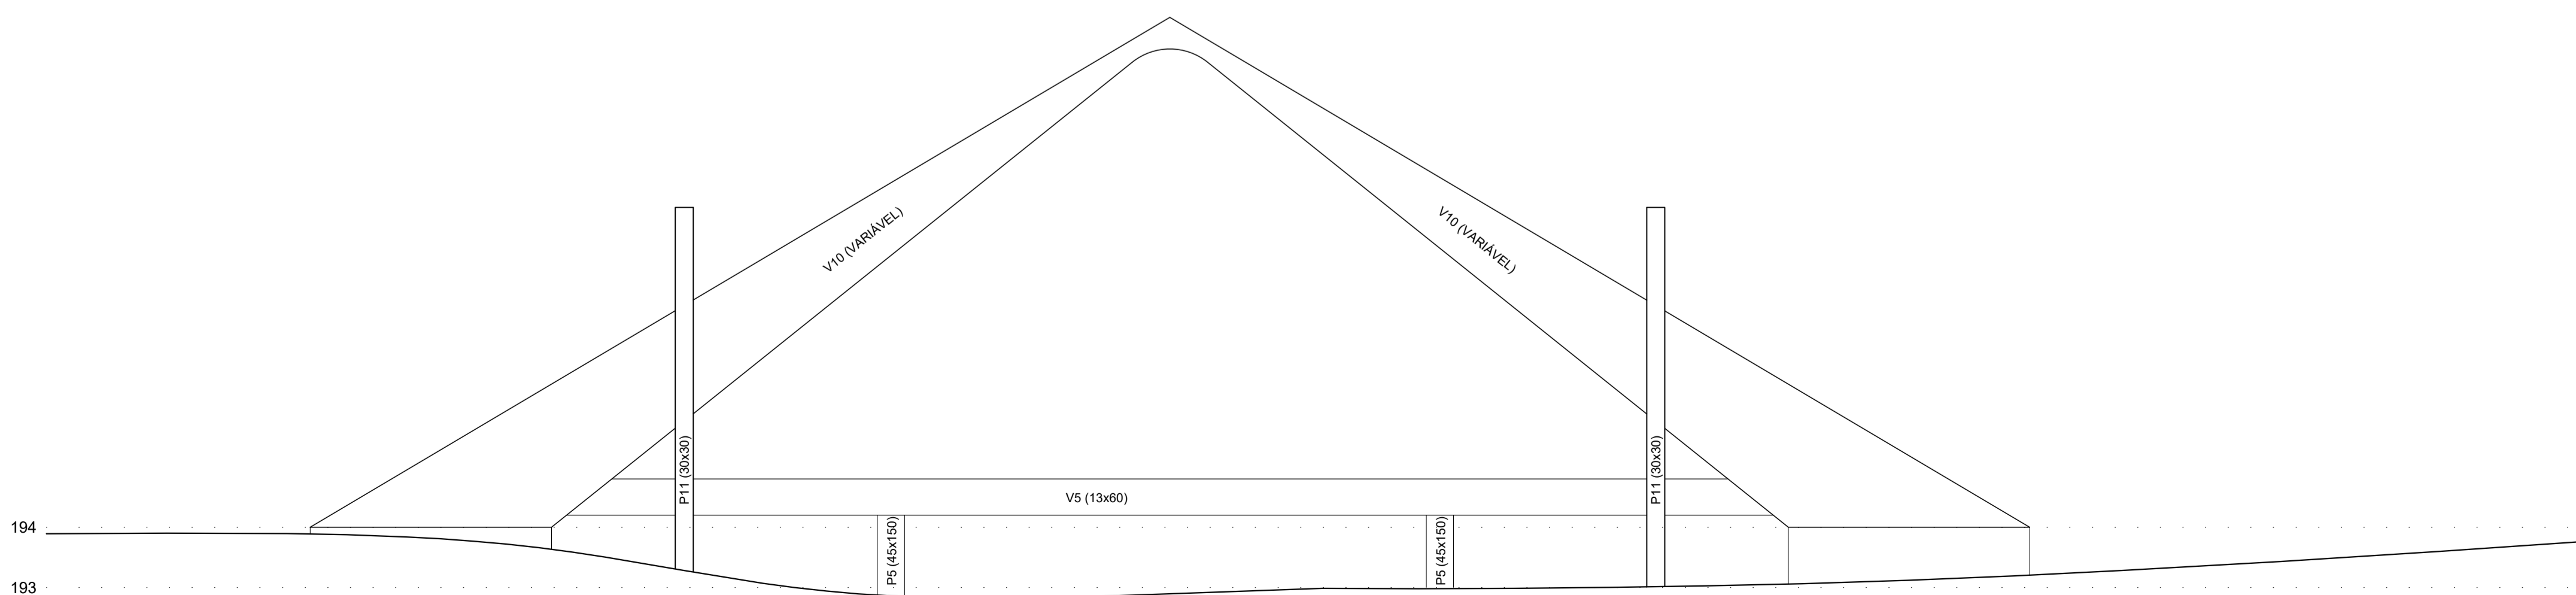 V10 (VARIÁVEL)
V10 (VARIÁVEL)
P11 (30x30)
P11 (30x30)
V5 (13x60)
194
P5 (45x150)
P5 (45x150)
193